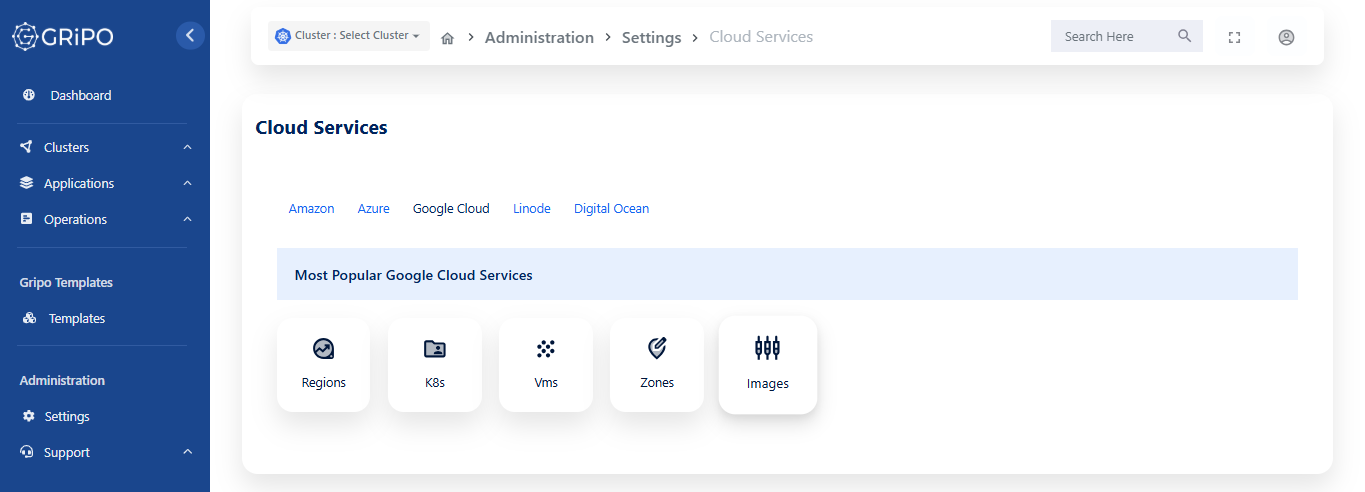 GRiPO
Dashboard
Clusters
Applications
Operations
Gripo Templates
Templates
Administration
Settings
Support
Cluster : Select Cluster
Administration
Settings
Cloud Services
Search Here
Cloud Services
Amazon
Azure
Google Cloud
Linode
Digital Ocean
Most Popular Google Cloud Services
Regions
K8s
Vms
Zones
Images